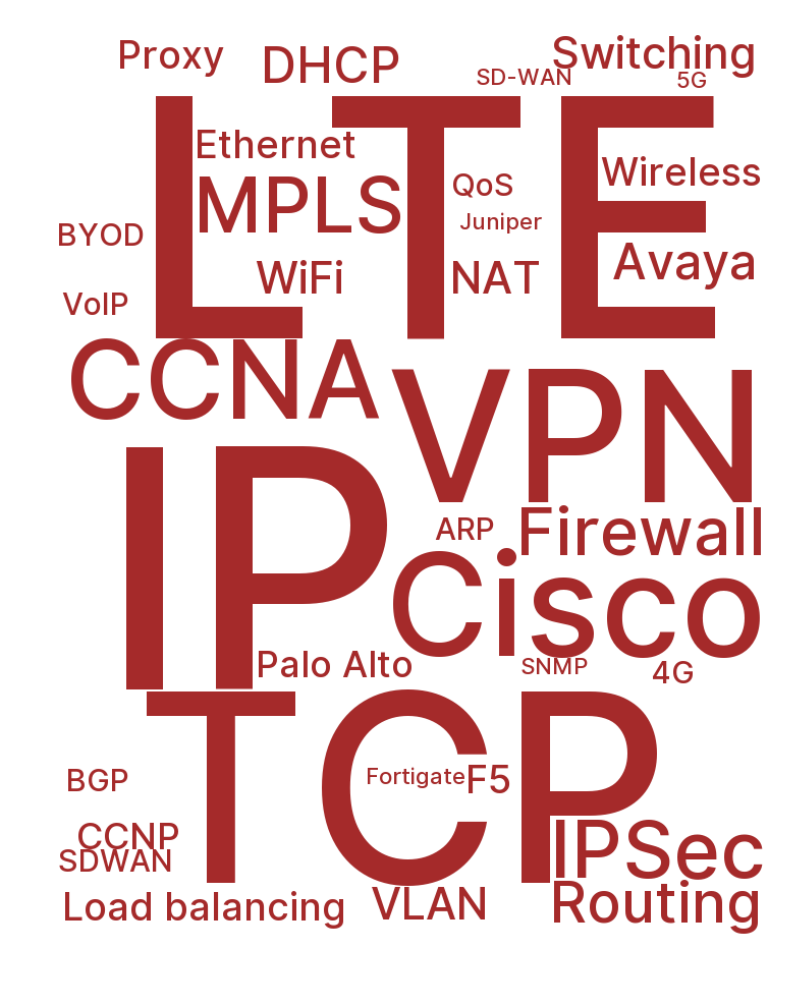 Proxy
DHCP
SD-WAN
Switching
5G
LTE
Ethernet
MPLS
QoS
Wireless
Juniper
BYOD
WiFi
NAT
Avaya
VoIP
CCNA
VPN
IP
ARP
Firewall
Cisco
Palo Alto
SNMP
4G
TCP
BGP
Fortigate
F5
CCNP
SDWAN
IPSec
Load balancing
VLAN
Routing